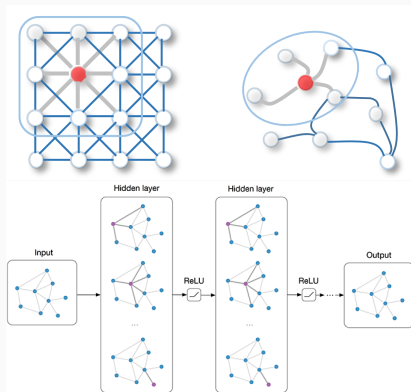 Hidden layer
Hidden layer
Input
ReLU
ReLU
Output
...
...